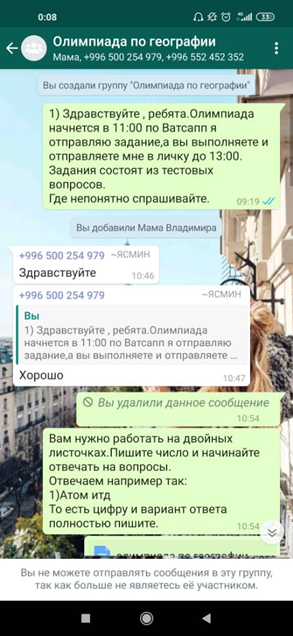 0:08
33
Олимпиада по географии
Мама, +996 500 254 979, +996 552 452 352
Вы создали группу "Олимпиада по географии"
1) Здравствуйте , ребята.Олимпиада
начнется в 11:00 по Ватсапп я
отправляю задание,а вы выполняете и
отправляете мне в личку до 13:00.
Задания состоят из тестовых
вопросов.
Где непонятно спрашивайте.
09:19
Вы добавили Мама Владимира
+996 500 254 979 ~ЯСМИН
Здравствуйте
10:46
+996 500 254 979 ~ЯСМИН
Вы
1) Здравствуйте , ребята.Олимпиада
начнется в 11:00 по Ватсапп я отправляю
задание,а вы выполняете и отправляете ...
Хорошо
10:47
Вы удалили данное сообщение
10:54
Вам нужно работать на двойных
листочках.Пишите число и начинайте
отвечать на вопросы.
Отвечаем например так:
1)Атом итд
То есть цифру и вариант ответа
полностью пишите.
10:54
олимпиада по географии
Вы не можете отправлять сообщения в эту группу,
так как больше не являетесь её участником.